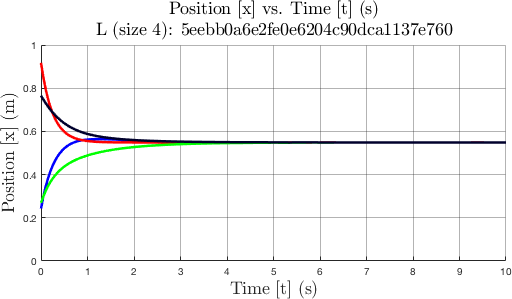 Position [x] vs. Time [t] (s)
L (size 4): 5eebb0a6e2fe0e6204c90dca1137e760
Position [x] (m)
1
0.8
0.6
0.4
0.2
0
0 1 2 3 4 5 6 7 8 9 10
Time [t] (s)